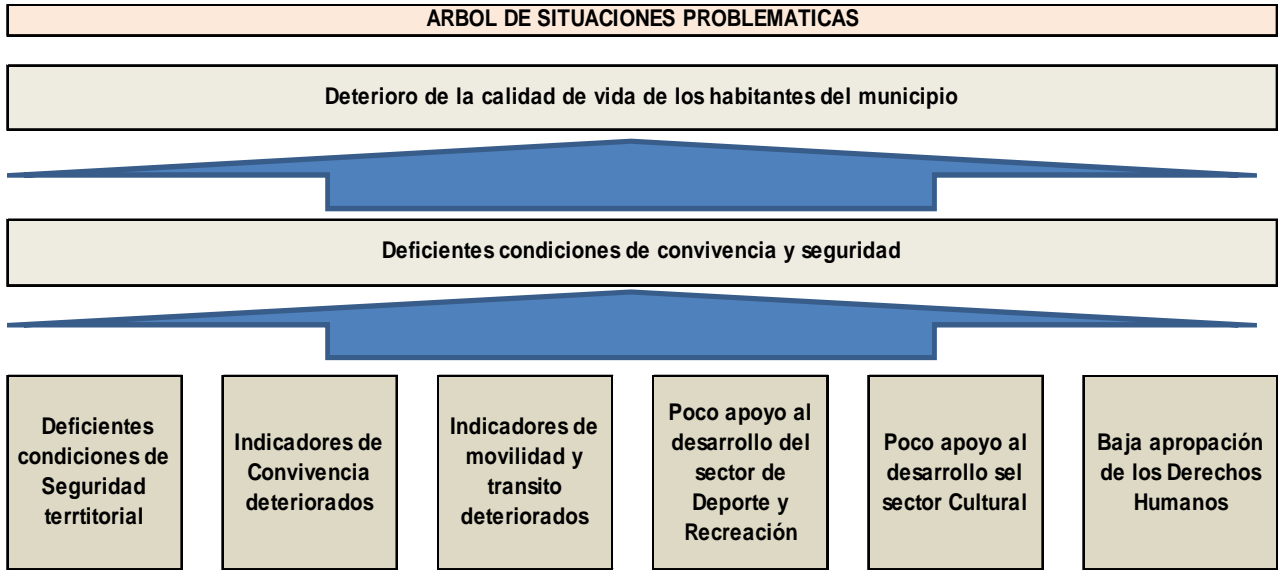 ARBOL DE SITUACIONES PROBLEMATICAS
Deterioro de la calidad de vida de los habitantes del municipio
Deficientes condiciones de convivencia y seguridad
Deficientes
condiciones de
Seguridad
terrtitorial
Indicadores de
Convivencia
deteriorados
Indicadores de
movilidad y
transito
deteriorados
Poco apoyo al
desarrollo del
sector de
Deporte y
Recreación
Poco apoyo al
desarrollo sel
sector Cultural
Baja apropación
de los Derechos
Humanos